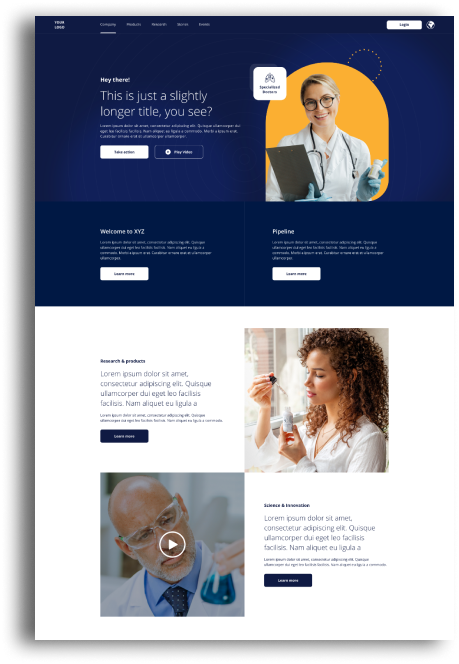 YOUR
LOGO
Company
Products
Research
Stories
Events
Login
Specialized
Doctors
Hey there!
This is just a slightly
longer title, you see?
Lorem ipsum dolor sit amet, consectetur adipiscing elit. Quisque ullamcorper dui
eget leo facilisis facilisis. Nam aliquet eu ligula a commodo. Morbi a ipsum erat.
Curabitur ornare erat et ullamcorper ullamcorper.
Take action
Play Video
Welcome to XYZ
Lorem ipsum dolor sit amet, consectetur adipiscing elit. Quisque
ullamcorper dui eget leo facilisis facilisis. Nam aliquet eu ligula a
commodo. Morbi a ipsum erat. Curabitur ornare erat et ullamcorper
ullamcorper.
Learn more
Pipeline
Lorem ipsum dolor sit amet, consectetur adipiscing elit. Quisque
ullamcorper dui eget leo facilisis facilisis. Nam aliquet eu ligula a
commodo. Morbi a ipsum erat. Curabitur ornare erat et ullamcorper
ullamcorper.
Learn more
Research & products
Lorem ipsum dolor sit amet,
consectetur adipiscing elit. Quisque
ullamcorper dui eget leo facilisis
facilisis. Nam aliquet eu ligula a
Lorem ipsum dolor sit amet, consectetur adipiscing elit. Quisque
ullamcorper dui eget leo facilisis facilisis. Nam aliquet eu ligula a commodo.
Learn more
Science & Innovation
Lorem ipsum dolor sit amet,
consectetur adipiscing elit. Quisque
ullamcorper dui eget leo facilisis
facilisis. Nam aliquet eu ligula a
Lorem ipsum dolor sit amet, consectetur adipiscing elit. Quisque
ullamcorper dui eget leo facilisis facilisis. Nam aliquet eu ligula a commodo.
Learn more